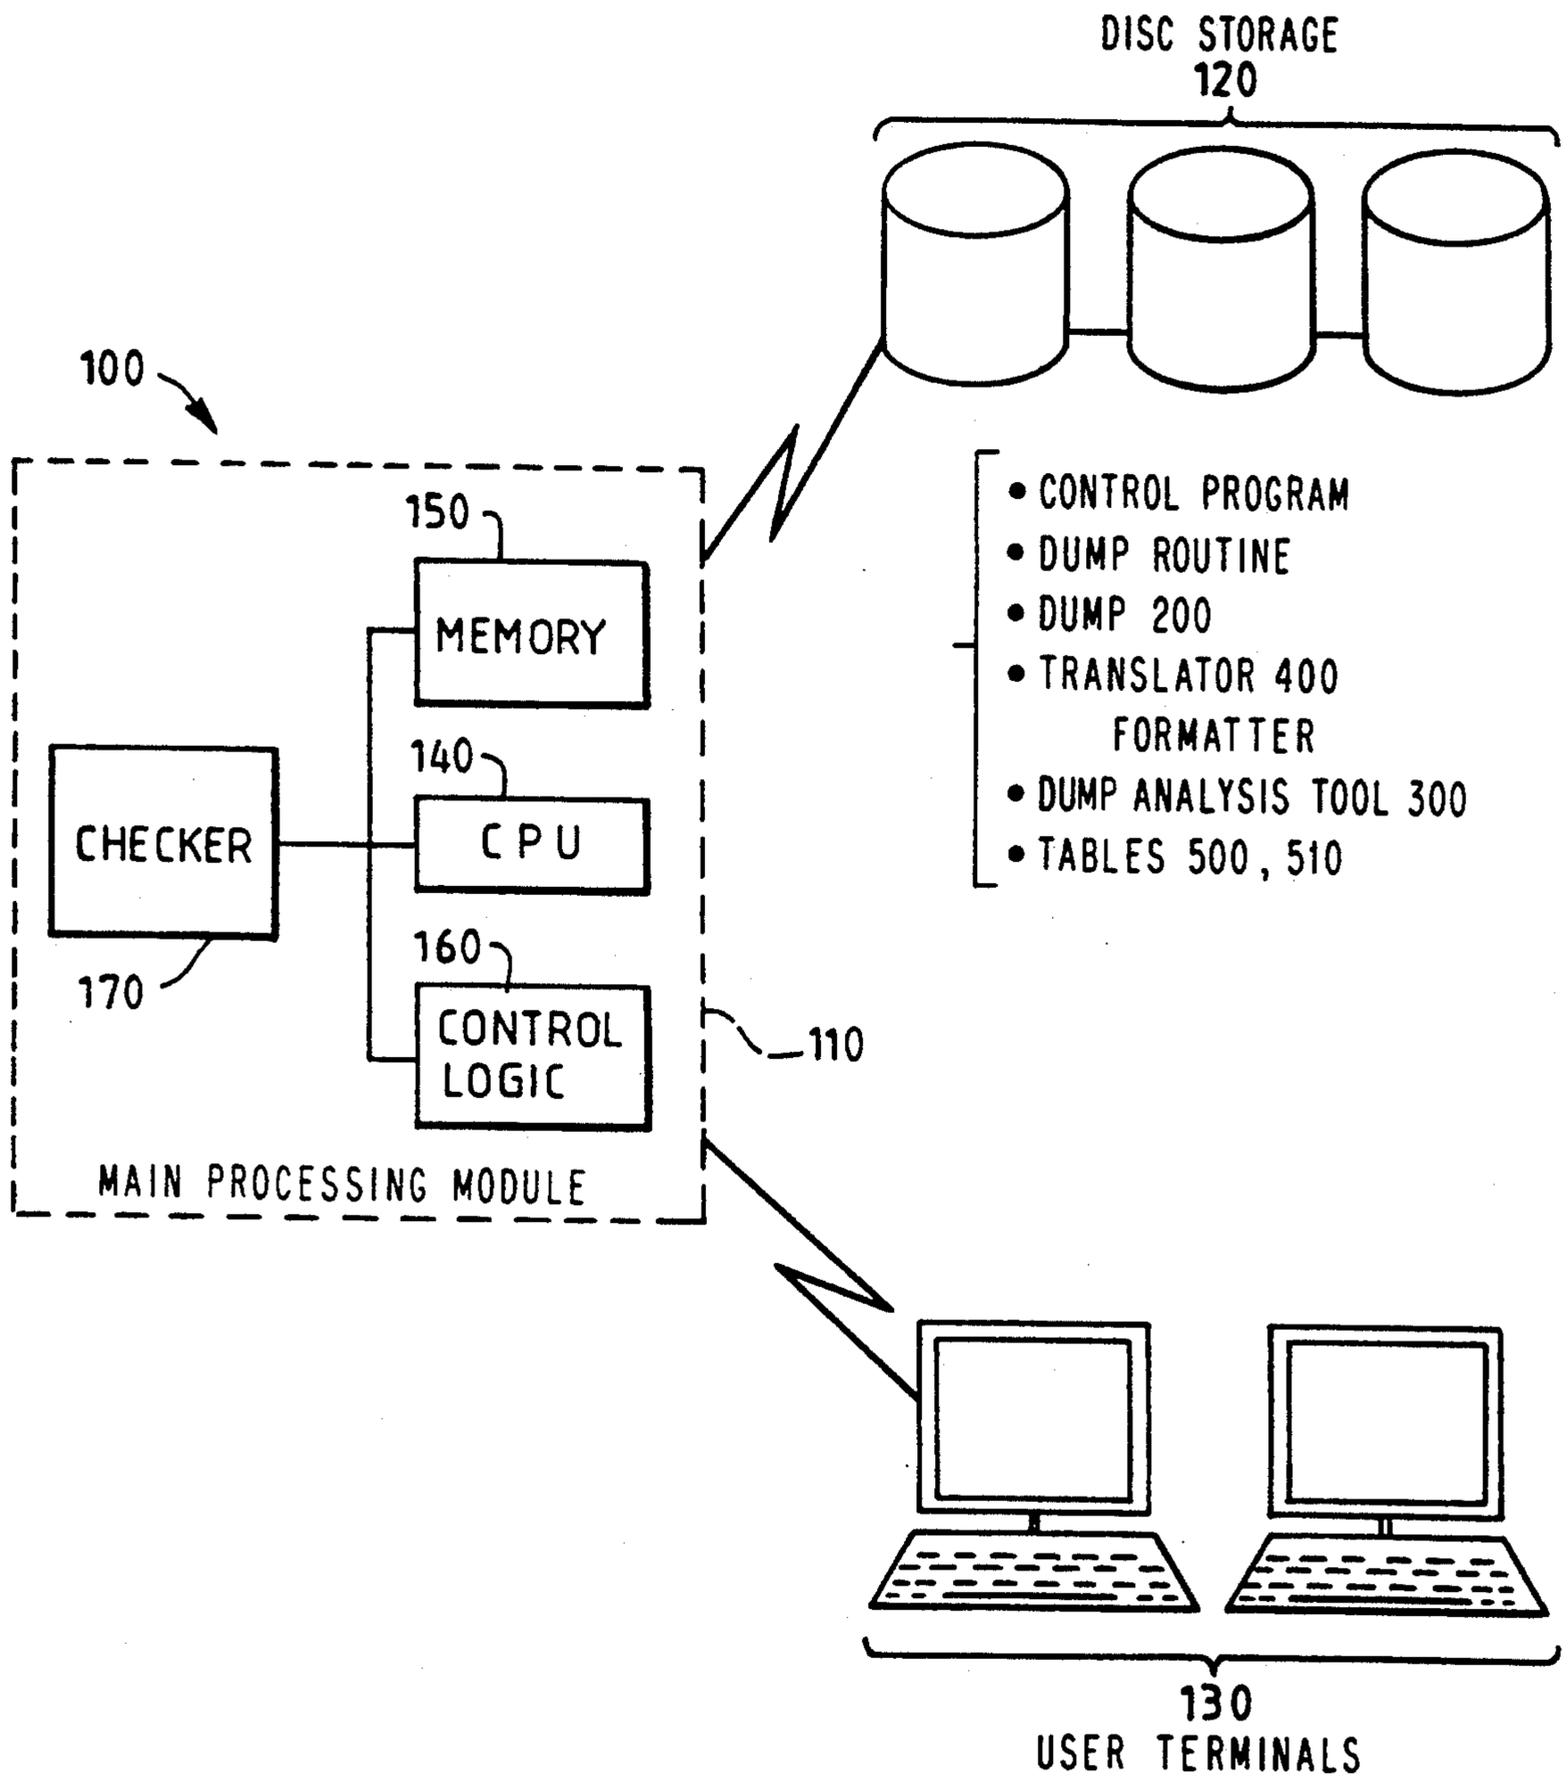 DISC STORAGE
120
100
150
MEMORY
140
CPU
CHECKER
170
160
CONTROL
LOGIC
110
MAIN PROCESSING MODULE
• CONTROL PROGRAM
• DUMP ROUTINE
• DUMP 200
• TRANSLATOR 400
FORMATTER
• DUMP ANALYSIS TOOL 300
• TABLES 500, 510
130
USER TERMINALS